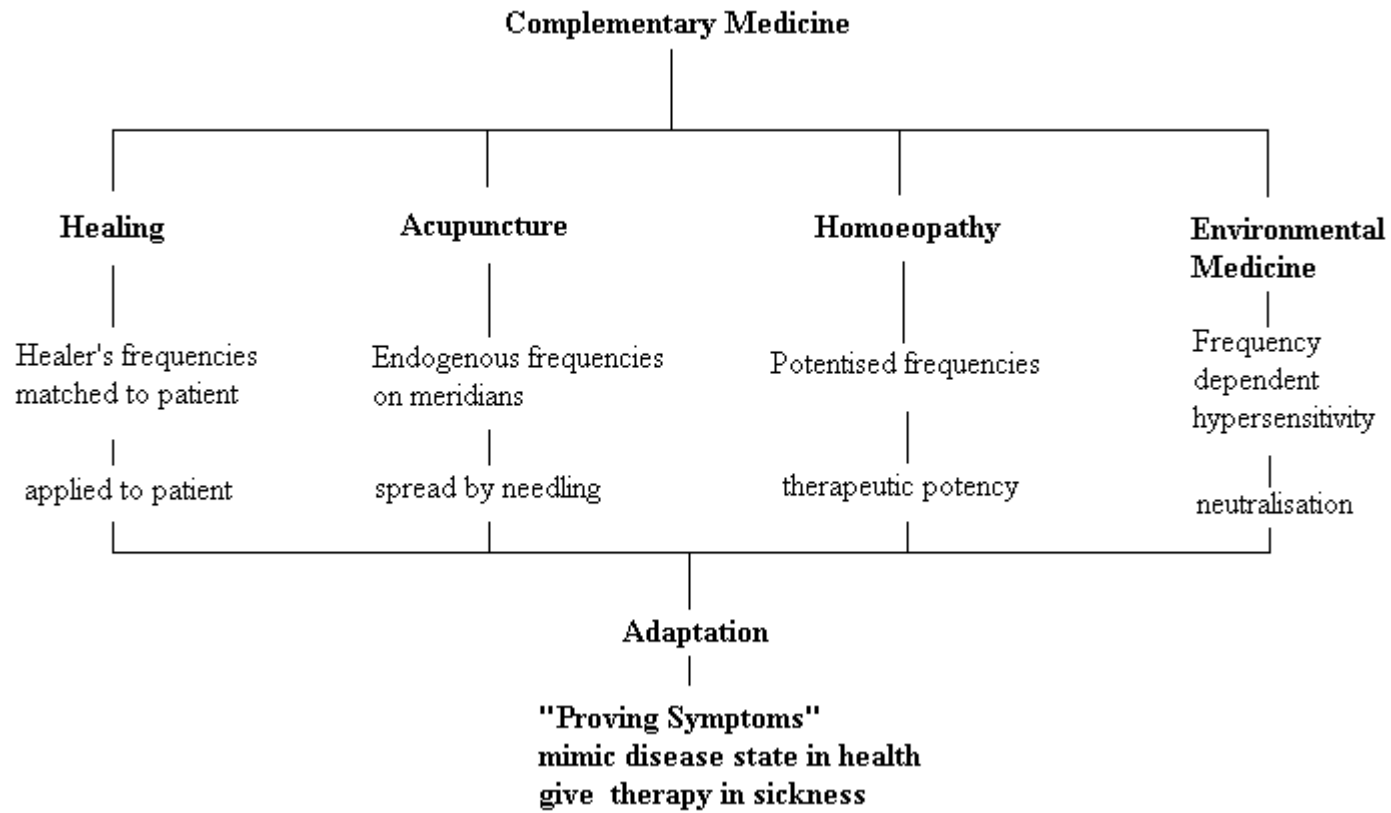 Complementary Medicine
Healing
Acupuncture
Homoeopathy
Environmental
Medicine
Healer's frequencies
matched to patient
Endogenous frequencies
on meridians
Potentised frequencies
Frequency
dependent
hypersensitivity
applied to patient
spread by needling
therapeutic potency
neutralisation
Adaptation
"Proving Symptoms"
mimic disease state in health
give therapy in sickness